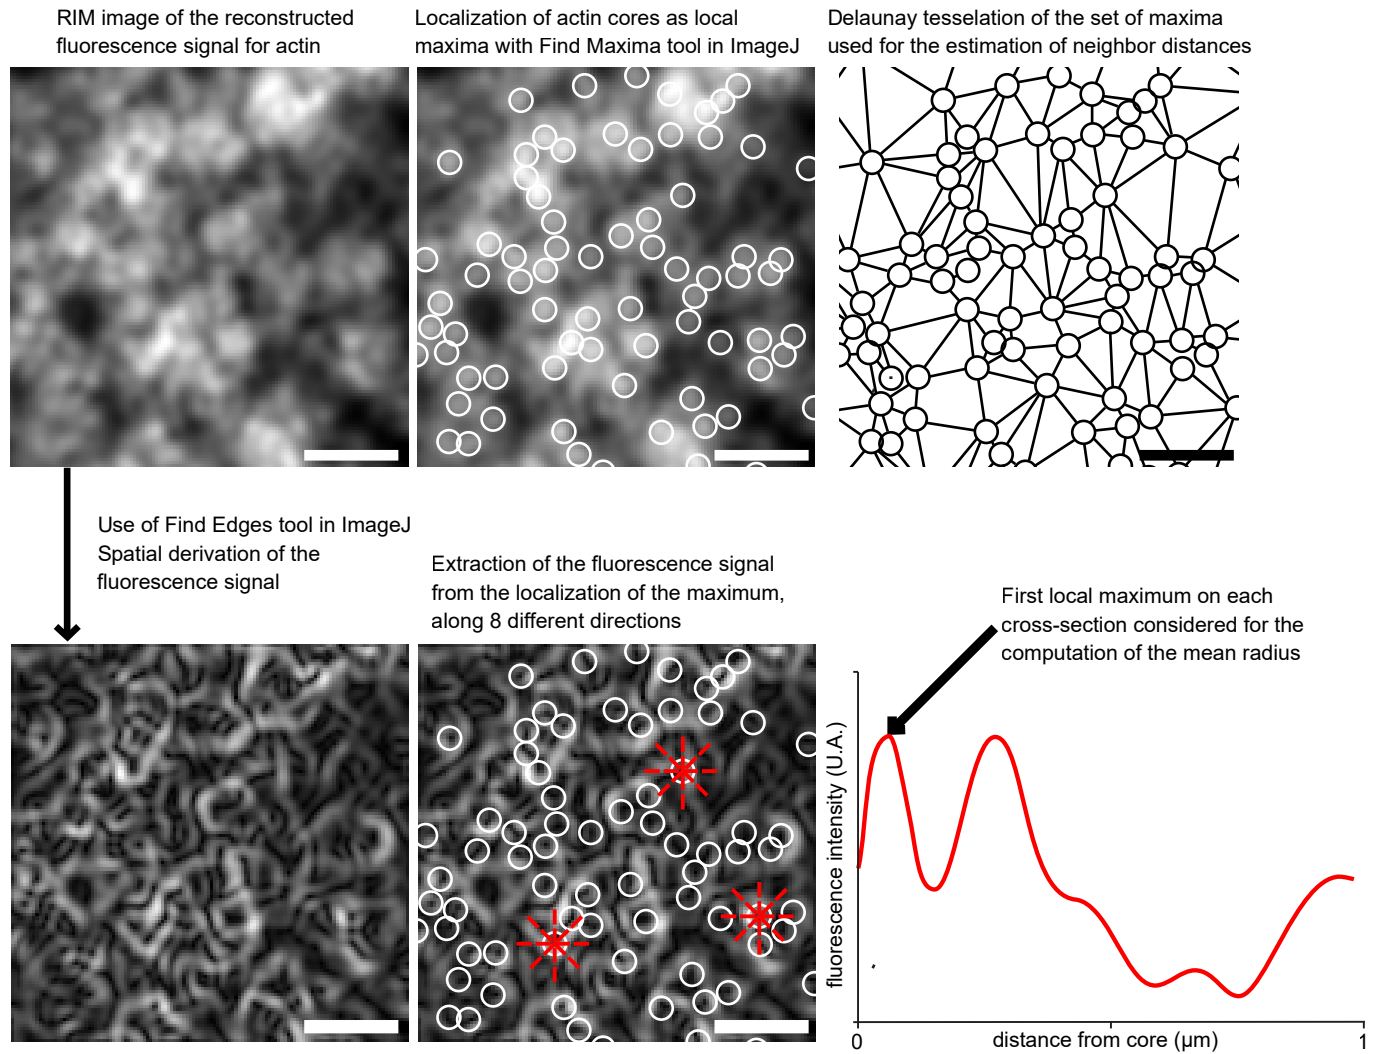 RIM image of the reconstructed
fluorescence signal for actin
Localization of actin cores as local
maxima with Find Maxima tool in ImageJ
Delaunay tesselation of the set of maxima
used for the estimation of neighbor distances
Use of Find Edges tool in ImageJ
Spatial derivation of the
fluorescence signal
Extraction of the fluorescence signal
from the localization of the maximum,
along 8 different directions
First local maximum on each
cross-section considered for the
computation of the mean radius
fluorescence intensity (U.A.)
0
distance from core (µm)
1